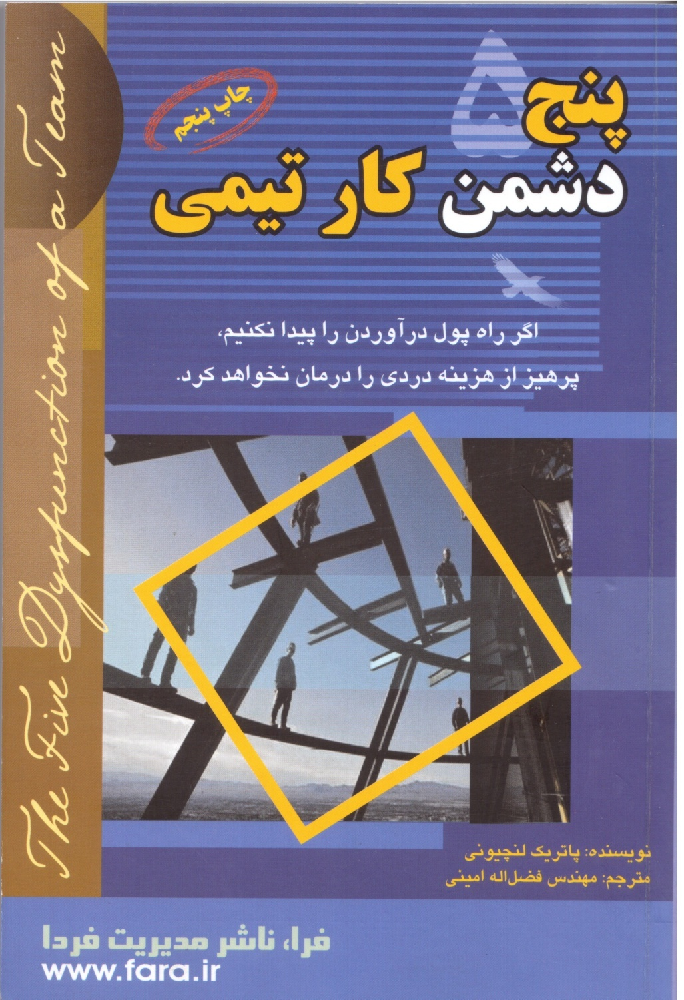 پنج
۵
دشمن کار تیمی
چاپ پنجم
اگر راه پول درآوردن را پیدا نکنیم،
پرهیز از هزینه دردی را درمان نخواهد کرد.
The Five Dysfunction of a Team
نویسنده: پاتریک لنچیونی
مترجم: مهندس فضل‌اله امینی
فرا، ناشر مدیریت فردا
www.fara.ir